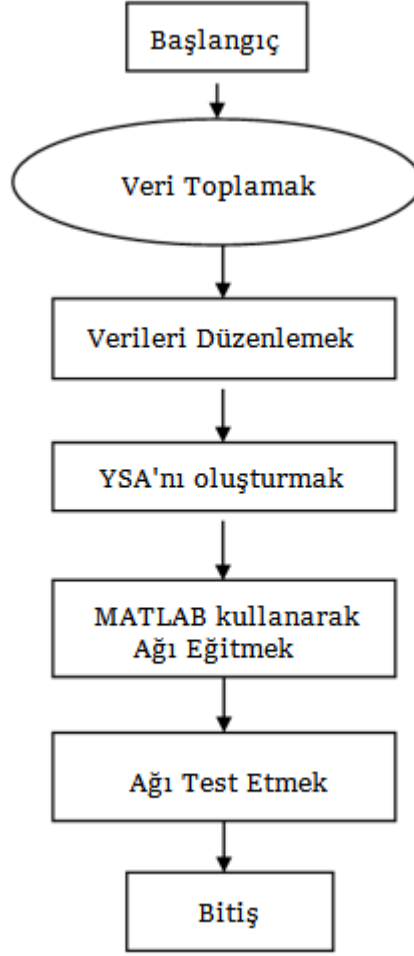 Başlangıç
Veri Toplamak
Verileri Düzenlemek
YSA'nı oluşturmak
MATLAB kullanarak
Ağı Eğitmek
Ağı Test Etmek
Bitiş